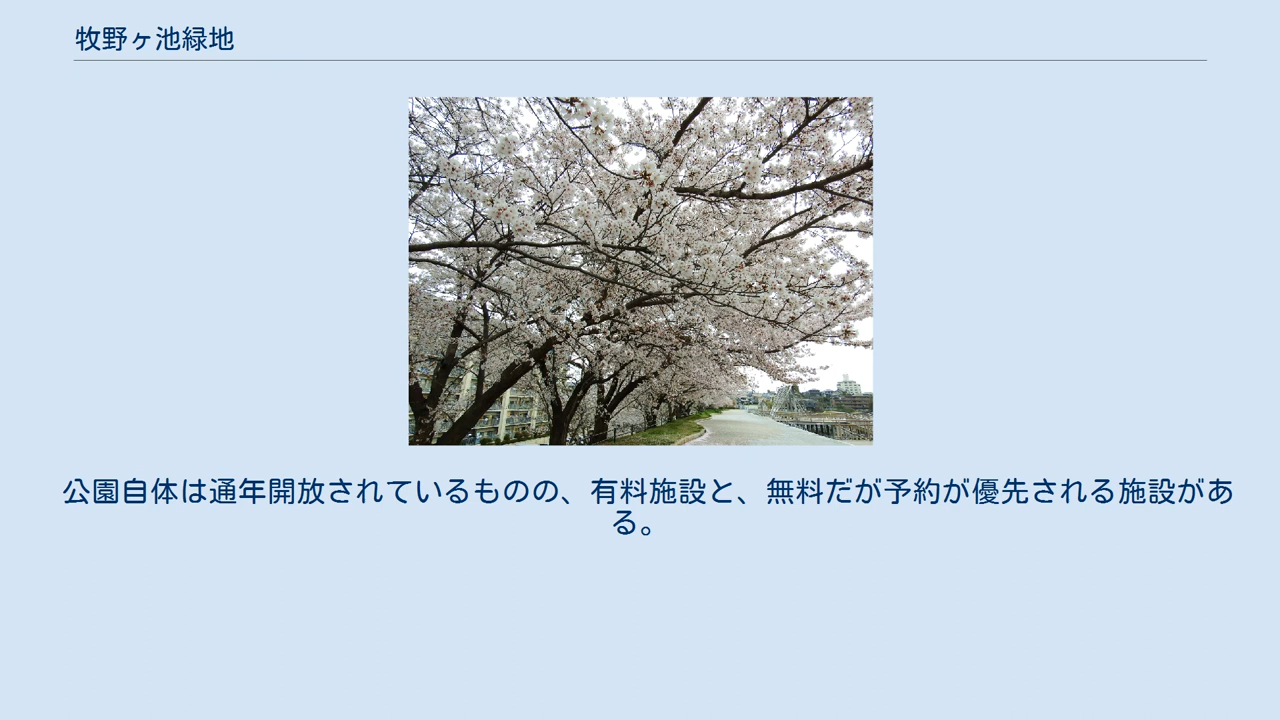 牧野ヶ池緑地
公園自体は通年開放されているものの、有料施設と、無料だが予約が優先される施設があ
る。